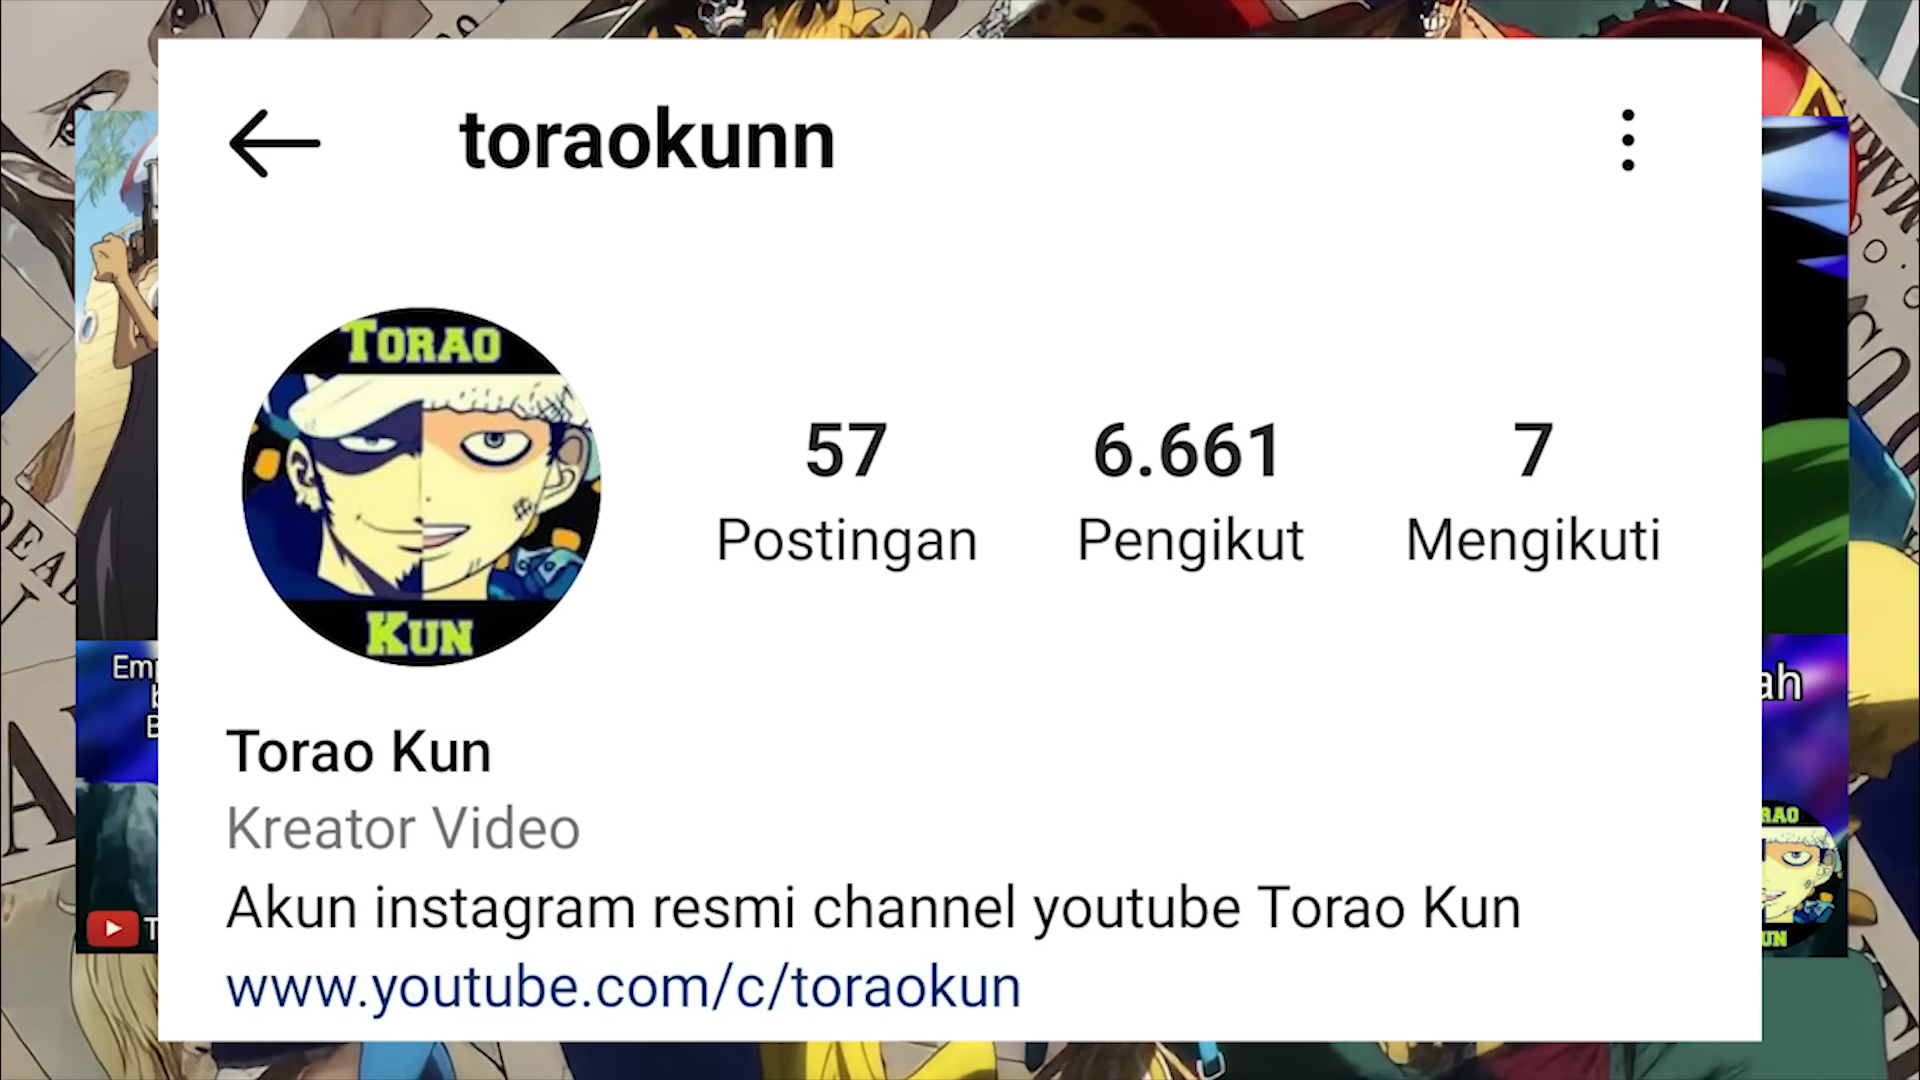 toraokunn
TORAO
KUN
57
6.661
7
Postingan
Pengikut
Mengikuti
Torao Kun
Kreator Video
Akun instagram resmi channel youtube Torao Kun
www.youtube.com/c/toraokun